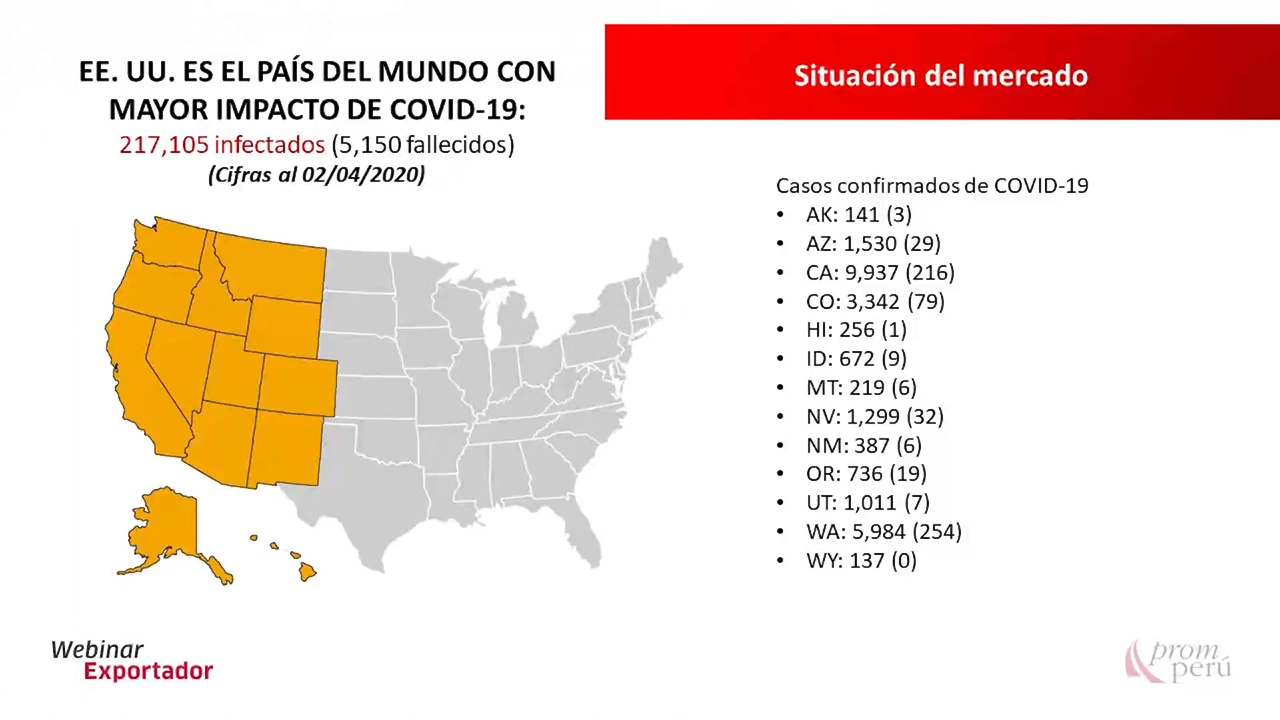 EE. UU. ES EL PAÍS DEL MUNDO CON
MAYOR IMPACTO DE COVID-19:
217,105 infectados (5,150 fallecidos)
(Cifras al 02/04/2020)
Situación del mercado
Casos confirmados de COVID-19
• AK: 141 (3)
• AZ: 1,530 (29)
• CA: 9,937 (216)
• CO: 3,342 (79)
• HI: 256 (1)
• ID: 672 (9)
• MT: 219 (6)
• NV: 1,299 (32)
• NM: 387 (6)
• OR: 736 (19)
• UT: 1,011 (7)
• WA: 5,984 (254)
• WY: 137 (0)
Webinar
Exportador
prom
perú